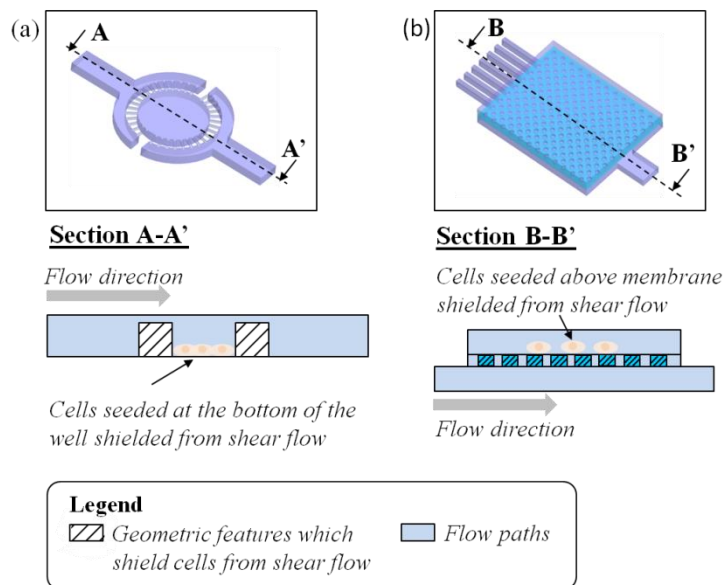 (a)
A
A’
Section A-A’
Flow direction
Cells seeded at the bottom of the
well shielded from shear flow
(b)
B
B’
Section B-B’
Cells seeded above membrane
shielded from shear flow
Flow direction
Legend
Geometric features which
shield cells from shear flow
Flow paths